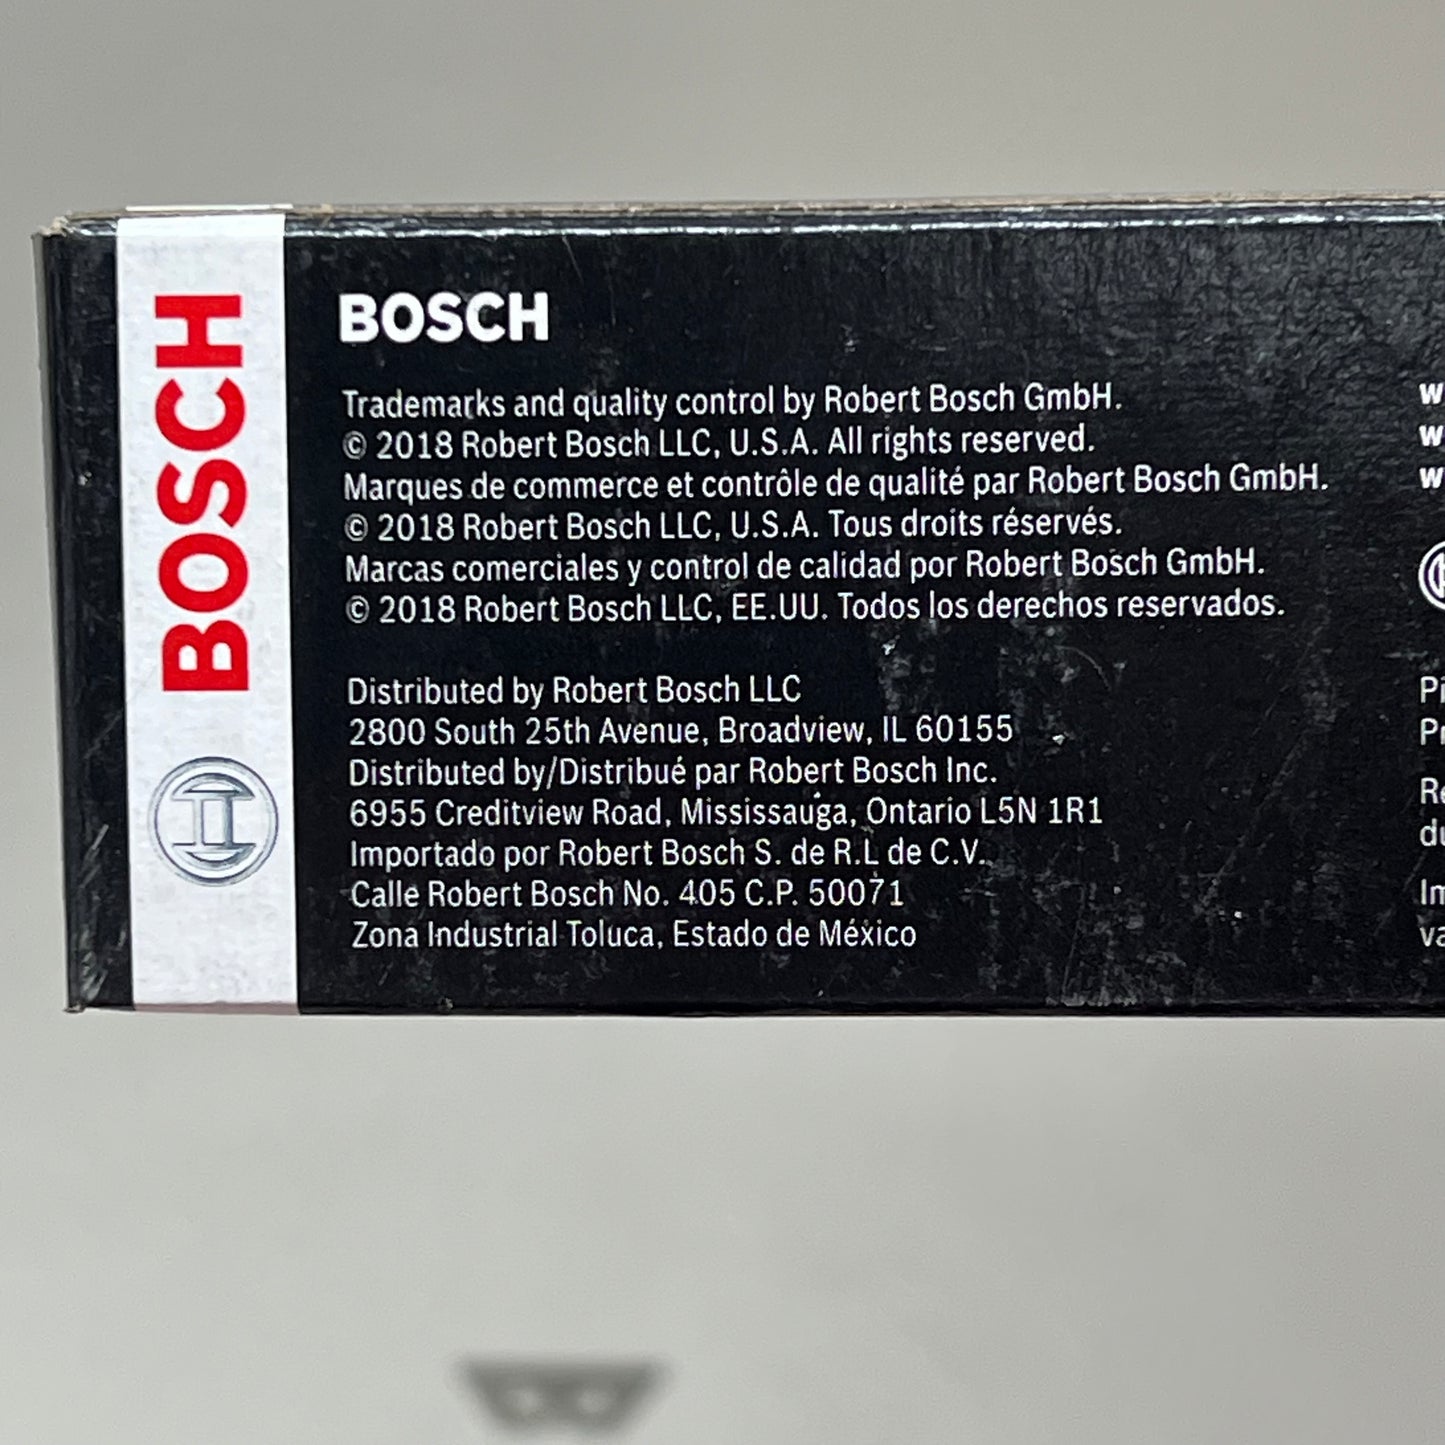 BOSCH
BOSCH
Trademarks and quality control by Robert Bosch GmbH.
© 2018 Robert Bosch LLC, U.S.A. All rights reserved.
Marques de commerce et contrôle de qualité par Robert Bosch GmbH.
© 2018 Robert Bosch LLC, U.S.A. Tous droits réservés.
Marcas comerciales y control de calidad por Robert Bosch GmbH.
© 2018 Robert Bosch LLC, EE.UU. Todos los derechos reservados.
Distributed by Robert Bosch LLC
2800 South 25th Avenue, Broadview, IL 60155
Distributed by/Distribué par Robert Bosch Inc.
6955 Creditview Road, Mississauga, Ontario L5N 1R1
Importado por Robert Bosch S. de R.L de C.V.
Calle Robert Bosch No. 405 C.P. 50071
Zona Industrial Toluca, Estado de México